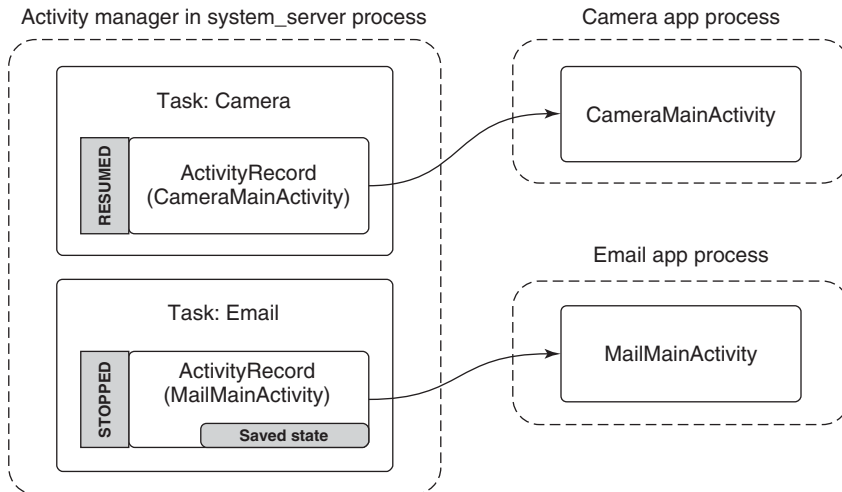 Activity manager in system_server process
Camera app process
Task: Camera
CameraMainActivity
RESUMED
ActivityRecord
(CameraMainActivity)
Email app process
Task: Email
MailMainActivity
STOPPED
ActivityRecord
(MailMainActivity)
Saved state